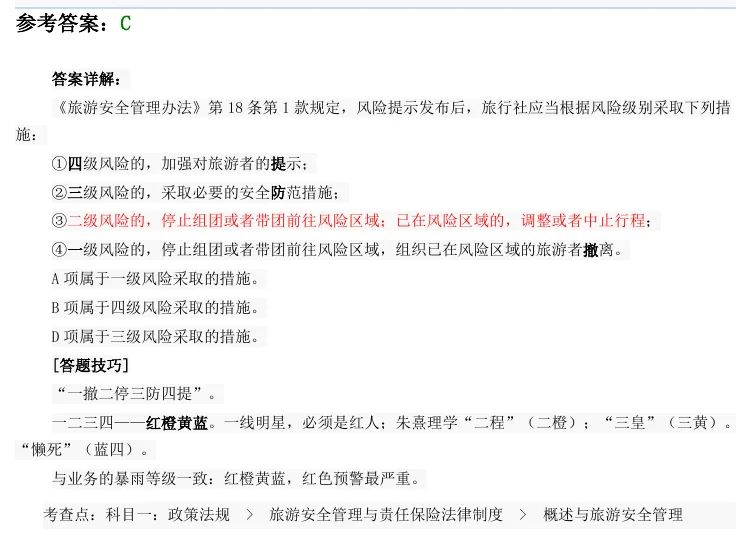 参考答案：C
答案详解：
《旅游安全管理办法》第 18 条第 1 款规定，风险提示发布后，旅行社应当根据风险级别采取下列措
施：
①四级风险的，加强对旅游者的提示；
②三级风险的，采取必要的安全防范措施；
③二级风险的，停止组团或者带团前往风险区域；已在风险区域的，调整或者中止行程；
④一级风险的，停止组团或者带团前往风险区域，组织已在风险区域的旅游者撤离。
A 项属于一级风险采取的措施。
B 项属于四级风险采取的措施。
D 项属于三级风险采取的措施。
[答题技巧]
“一撤二停三防四提”。
一二三四——红橙黄蓝。一线明星，必须是红人；朱熹理学“二程”（二橙）；“三皇”（三黄）。
“懒死”（蓝四）。
与业务的暴雨等级一致：红橙黄蓝，红色预警最严重。
考查点：科目一：政策法规 > 旅游安全管理与责任保险法律制度 > 概述与旅游安全管理